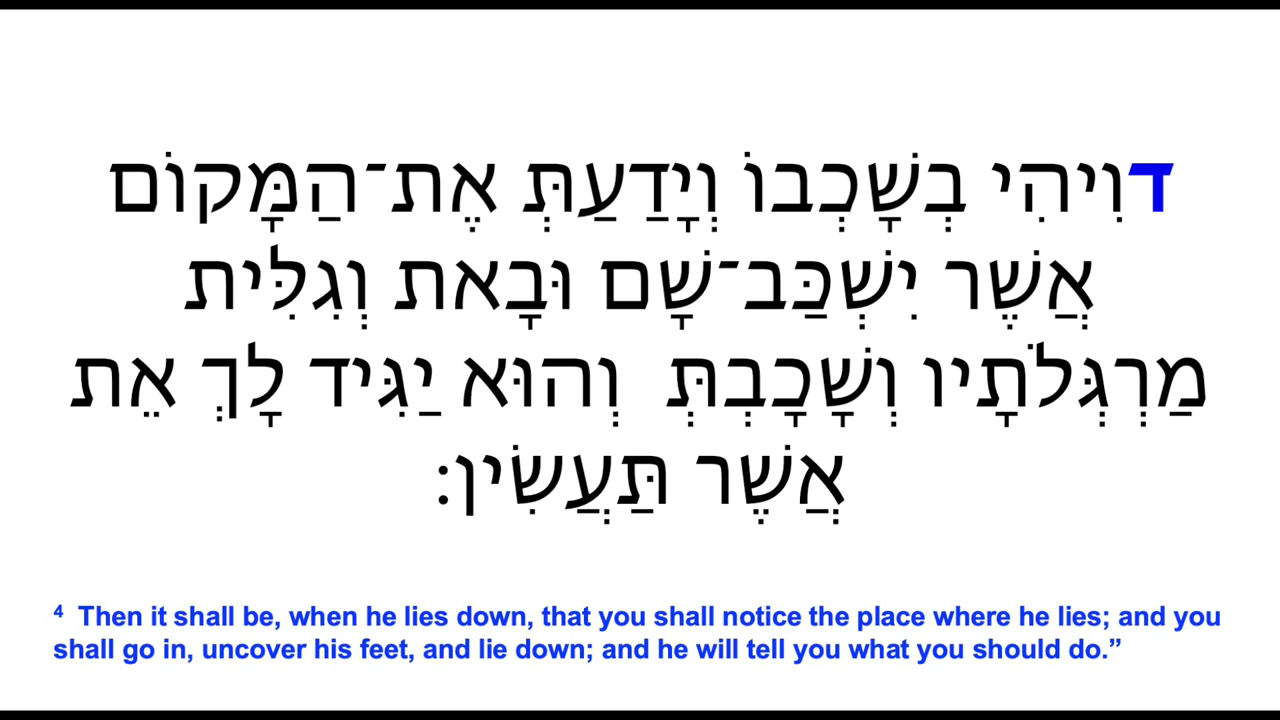 דוִיהִי בְשָׁכְבוֹ וְיָדַעַתְּ אֶת־הַמָּקוֹם
אֲשֶׁר יִשְׁכַּב־שָׁם וּבָאת וְגִלִּית
מַרְגְּלֹתָיו וְשָׁכָבְתְּ וְהוּא יַגִּיד לָךְ אֵת
אֲשֶׁר תַּעֲשִׂין׃
⁴ Then it shall be, when he lies down, that you shall notice the place where he lies; and you
shall go in, uncover his feet, and lie down; and he will tell you what you should do.”